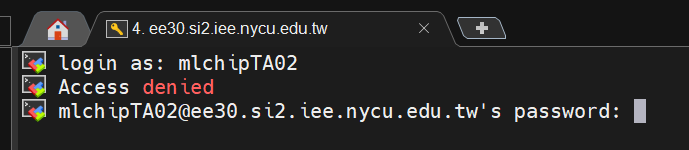 4. ee30.si2.iee.nycu.edu.tw
login as: mlchipTA02
Access denied
mlchipTA02@ee30.si2.iee.nycu.edu.tw's password: